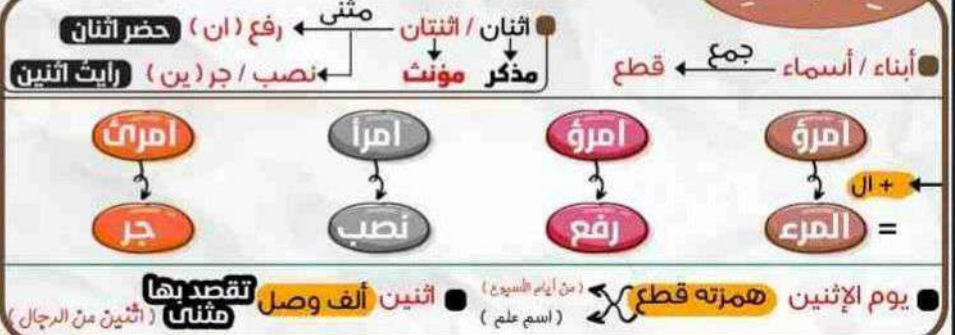 اثنان / اثنتان مثنى رفع ( ان ) حضر اثنان
مذكر مؤنث نصب / جر ( ين ) رأيت اثنين
أبناء / أسماء جمع قطع
امرؤ امرؤ امرأ امرئ
+ ال
= المرء رفع نصب جر
يوم الإثنين همزته قطع ( من أيام الأسبوع ) ( اسم علم )
اثنين ألف وصل تقصد بها مثنى ( اثنين من الرجال )